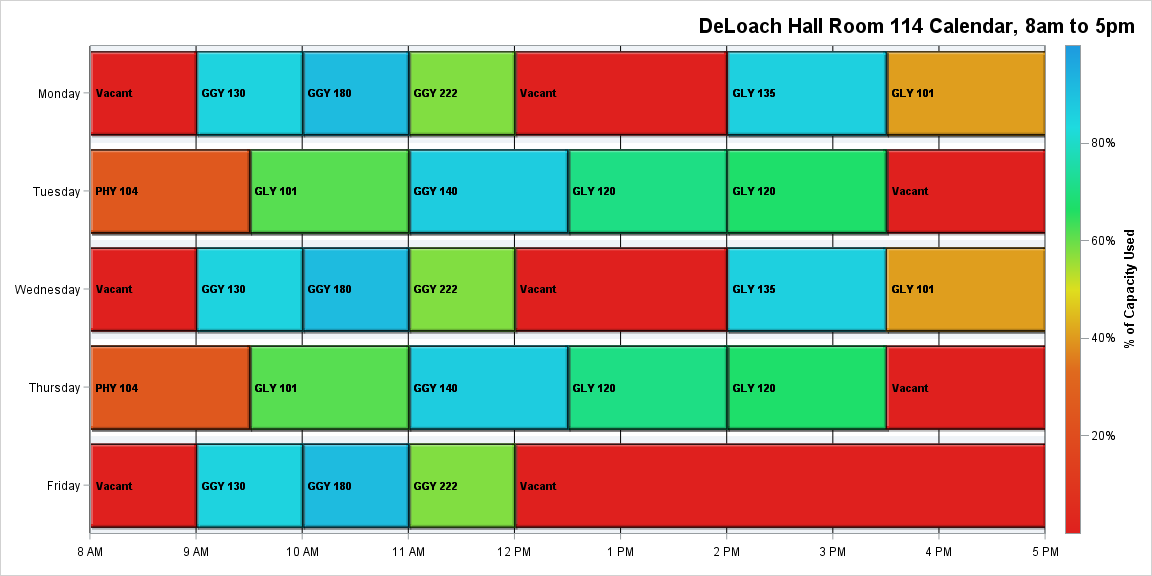 DeLoach Hall Room 114 Calendar, 8am to 5pm
Monday
Vacant
GGY 130
GGY 180
GGY 222
Vacant
GLY 135
GLY 101
Tuesday
PHY 104
GLY 101
GGY 140
GLY 120
GLY 120
Vacant
Wednesday
Vacant
GGY 130
GGY 180
GGY 222
Vacant
GLY 135
GLY 101
Thursday
PHY 104
GLY 101
GGY 140
GLY 120
GLY 120
Vacant
Friday
Vacant
GGY 130
GGY 180
GGY 222
Vacant
8 AM
9 AM
10 AM
11 AM
12 PM
1 PM
2 PM
3 PM
4 PM
5 PM
80%
60%
40%
20%
% of Capacity Used